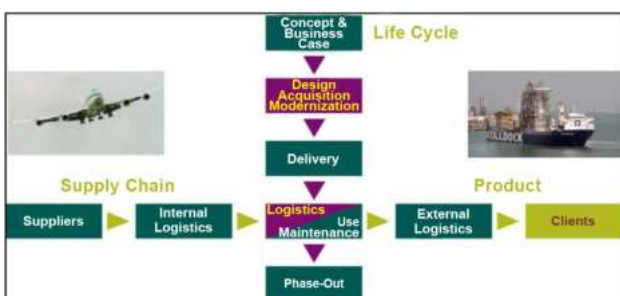 Concept &
Business
Case
Life Cycle
Design
Acquisition
Modernization
Delivery
Supply Chain
Product
Suppliers
Internal
Logistics
Logistics
Use
Maintenance
External
Logistics
Clients
Phase-Out